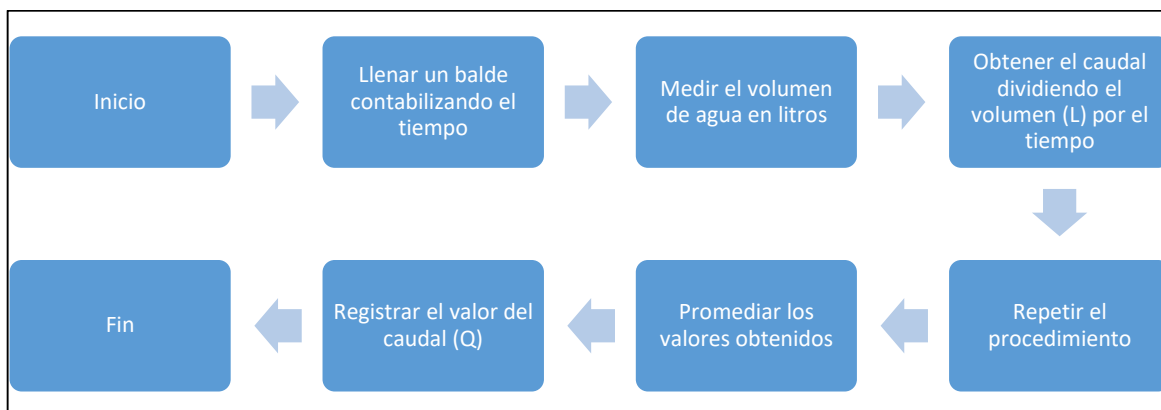 Inicio
Llenar un balde
contabilizando el
tiempo
Medir el volumen
de agua en litros
Obtener el caudal
dividiendo el
volumen (L) por el
tiempo
Repetir el
procedimiento
Promediar los
valores obtenidos
Registrar el valor del
caudal (Q)
Fin